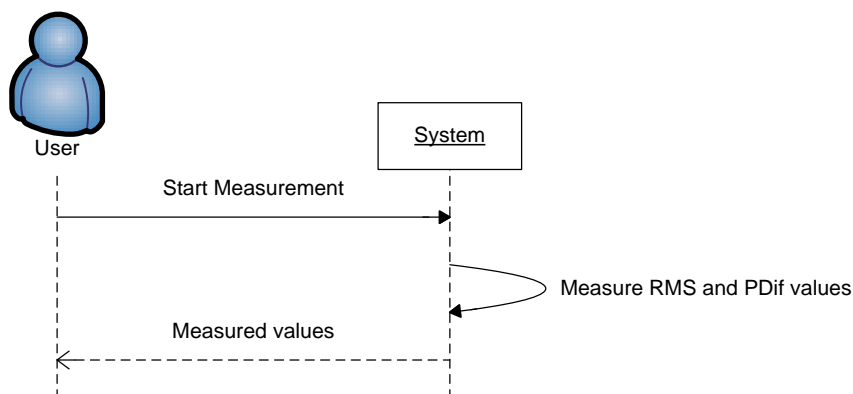 User
System
Start Measurement
Measure RMS and PDif values
Measured values